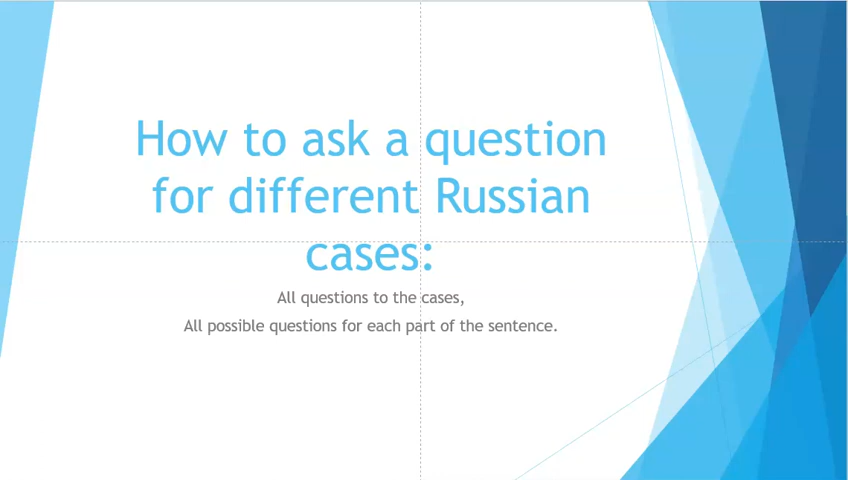 How to ask a question
for different Russian
cases:
All questions to the cases,
All possible questions for each part of the sentence.